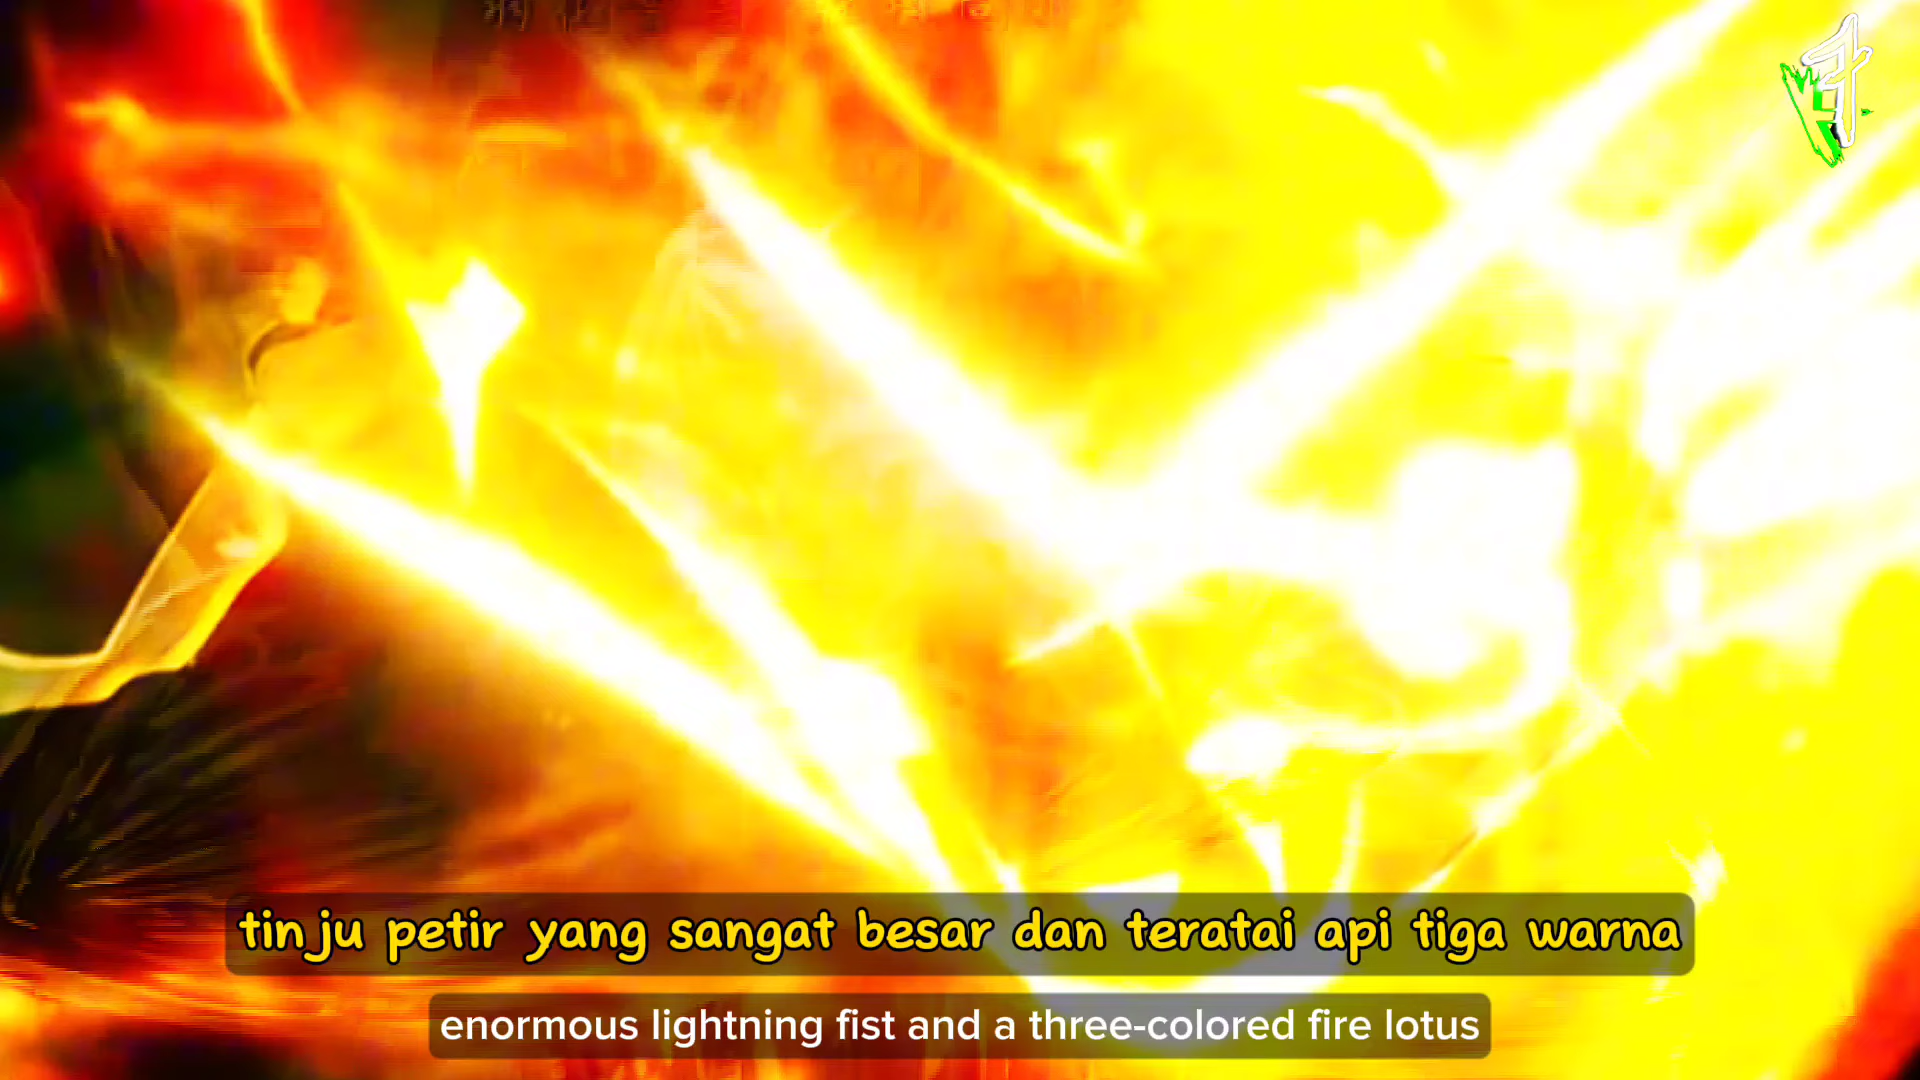 tinju petir yang sangat besar dan teratai api tiga warna
enormous lightning fist and a three-colored fire lotus